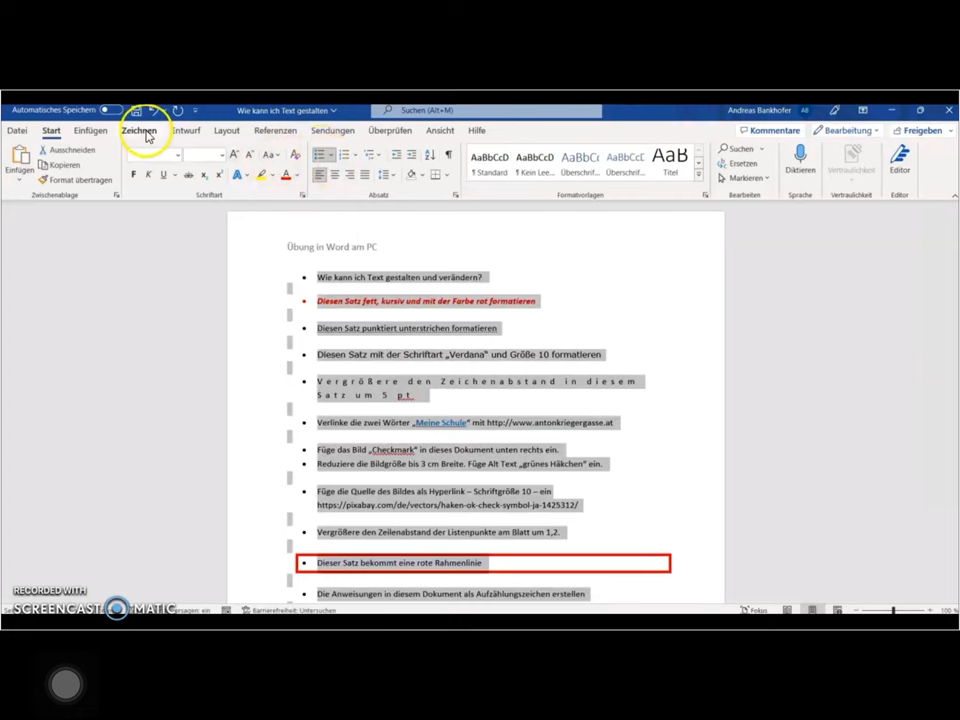 Automatisches Speichern
Wie kann ich Text gestalten
Suchen (Alt+M)
Andreas Bankhofer AB
Datei Start Einfügen Zeichnen Entwurf Layout Referenzen Sendungen Überprüfen Ansicht Hilfe Kommentare Bearbeitung Freigeben
Einfügen
Ausschneiden
Kopieren
Format übertragen
Zwischenablage
Aa
F K U ab x x
A A
Schriftart
Absatz
AaBbCcD AaBbCcD AaBbCcD AaBbCcD AaB
1 Standard 1 Kein Lee... Überschrif... Überschrif... Titel
Formatvorlagen
Suchen
Ersetzen
Markieren
Bearbeiten
Diktieren
Sprache
Vertraulichkeit
Vertraulichkeit
Editor
Editor
Übung in Word am PC
• Wie kann ich Text gestalten und verändern?
• Diesen Satz fett, kursiv und mit der Farbe rot formatieren
• Diesen Satz punktiert unterstrichen formatieren
• Diesen Satz mit der Schriftart „Verdana“ und Größe 10 formatieren
• Vergrößere den Zeichenabstand in diesem
Satz um 5 pt
• Verlinke die zwei Wörter „Meine Schule“ mit http://www.antonkriegergasse.at
• Füge das Bild „Checkmark“ in dieses Dokument unten rechts ein.
• Reduziere die Bildgröße bis 3 cm Breite. Füge Alt Text „grünes Häkchen“ ein.
• Füge die Quelle des Bildes als Hyperlink – Schriftgröße 10 – ein
https://pixabay.com/de/vectors/haken-ok-check-symbol-ja-1425312/
• Vergrößere den Zeilenabstand der Listenpunkte am Blatt um 1,2.
• Dieser Satz bekommt eine rote Rahmenlinie
• Die Anweisungen in diesem Dokument als Aufzählungszeichen erstellen
RECORDED WITH
SCREENCAST MATIC
Barrierefreiheit: Untersuchen
Fokus
100 %